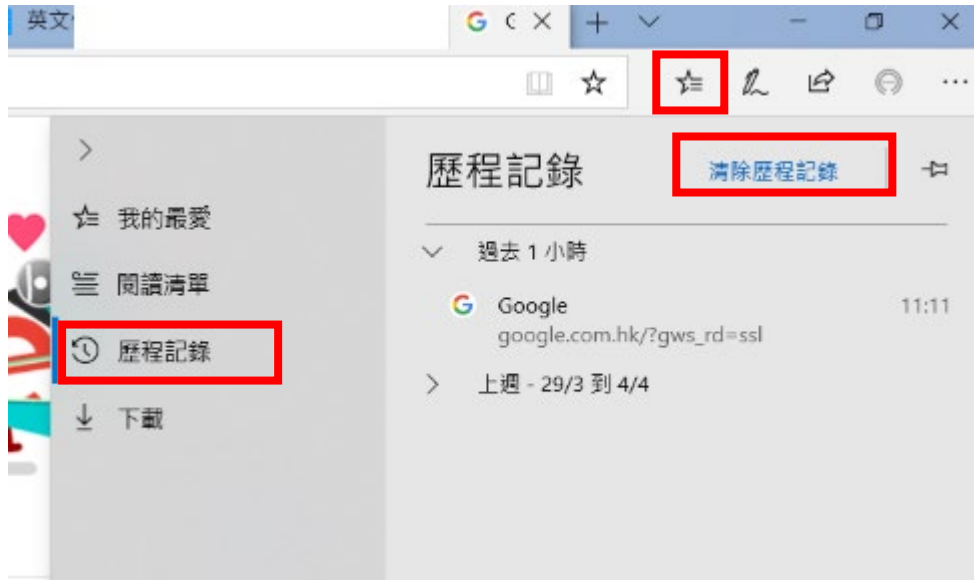 英文
歷程記錄
清除歷程記錄
我的最愛
閱讀清單
歷程記錄
下載
過去 1 小時
Google
11:11
google.com.hk/?gws_rd=ssl
上週 - 29/3 到 4/4